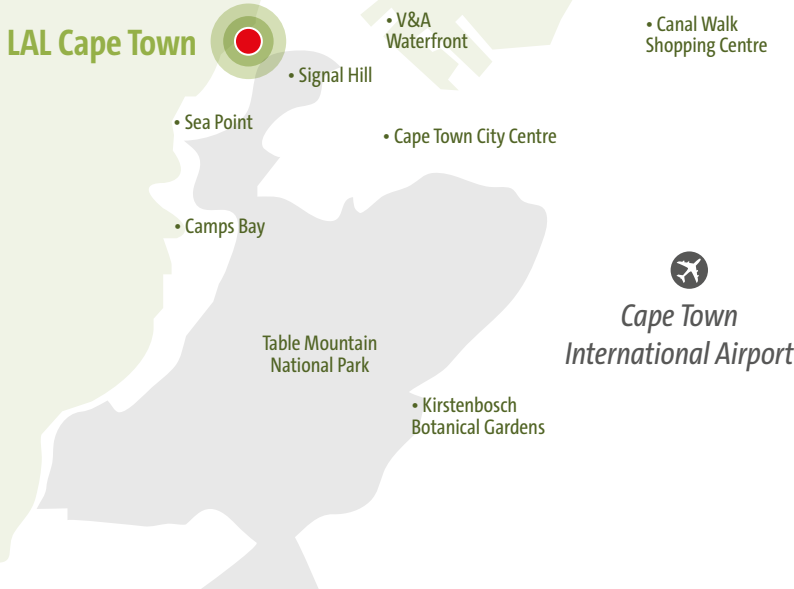 LAL Cape Town
• V&A
Waterfront
• Canal Walk
Shopping Centre
• Signal Hill
• Sea Point
• Cape Town City Centre
• Camps Bay
Cape Town
International Airport
Table Mountain
National Park
• Kirstenbosch
Botanical Gardens